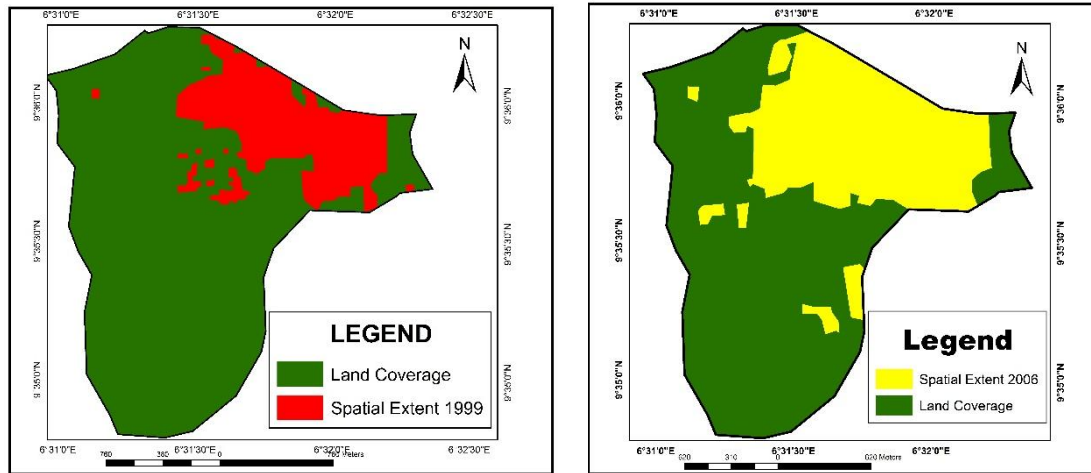 6°31'0"E 6°31'30"E 6°32'0"E 6°32'30"E
N
9°36'0"N 9°36'0"N
9°35'30"N 9°35'30"N
9°35'0"N 9°35'0"N
LEGEND
Land Coverage
Spatial Extent 1999
6°31'0"E 6°31'30"E 6°32'0"E 6°32'30"E
760 380 0 760 Meters
6°31'0"E 6°31'30"E 6°32'0"E
N
9°36'0"N 9°36'0"N
9°35'30"N 9°35'30"N
9°35'0"N 9°35'0"N
Legend
Spatial Extent 2006
Land Coverage
6°31'0"E 6°31'30"E 6°32'0"E
620 310 0 620 Meters